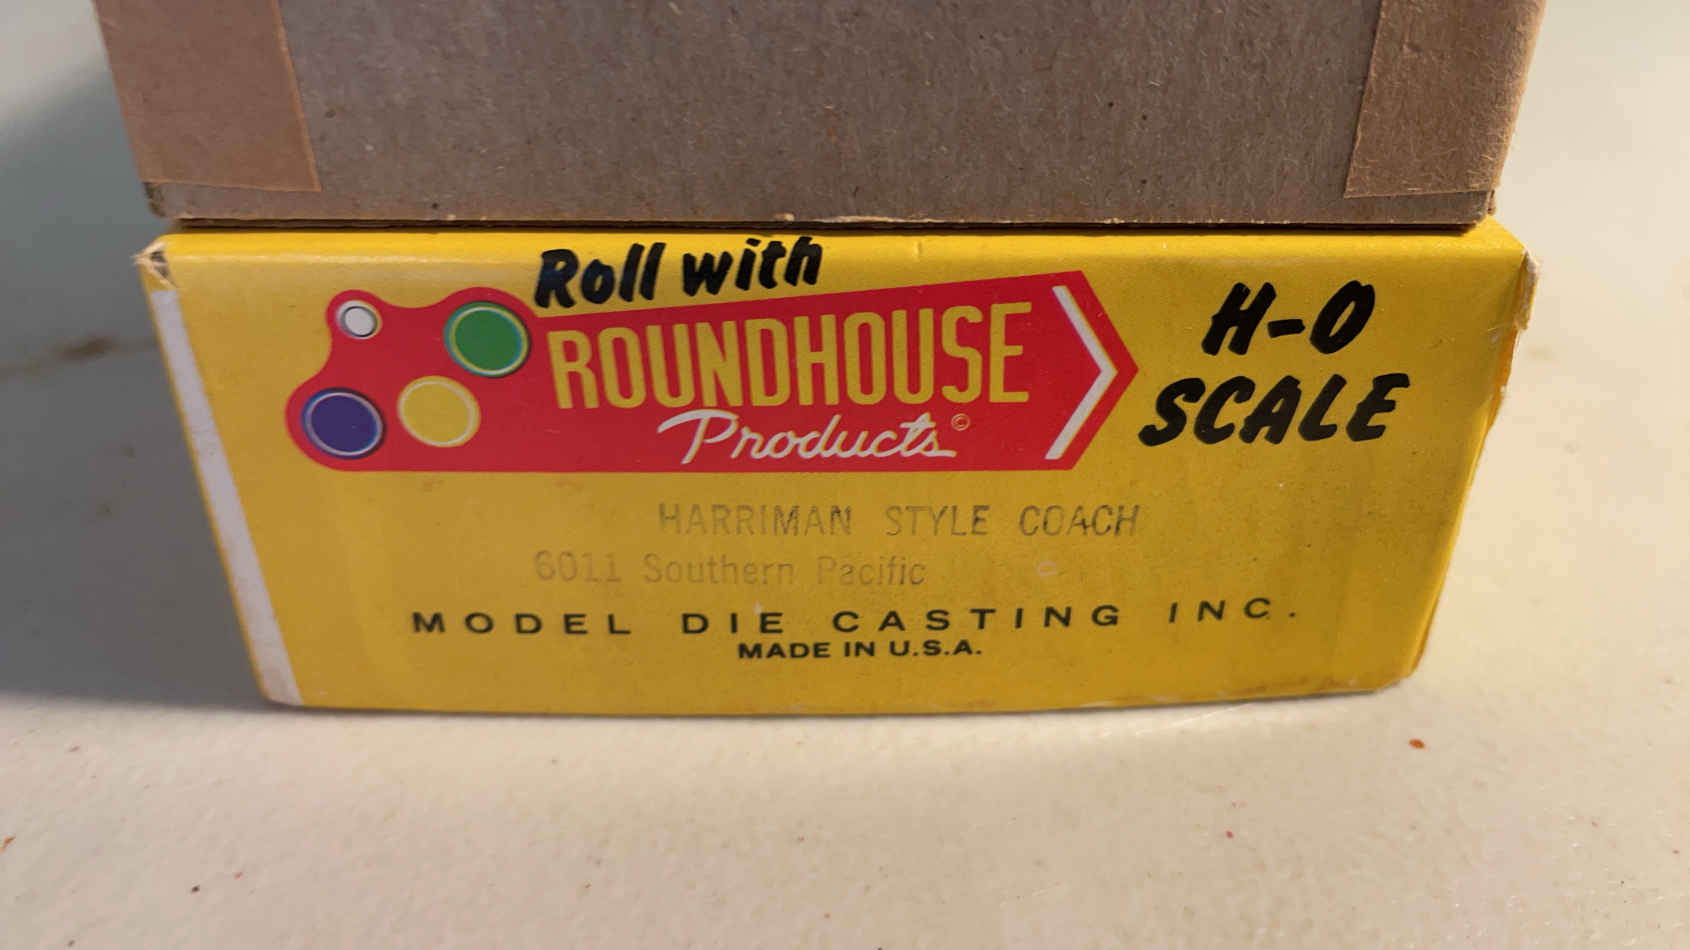 Roll with
ROUNDHOUSE
Products©
H-O
SCALE
HARRIMAN STYLE COACH
6011 Southern Pacific
MODEL DIE CASTING INC.
MADE IN U.S.A.